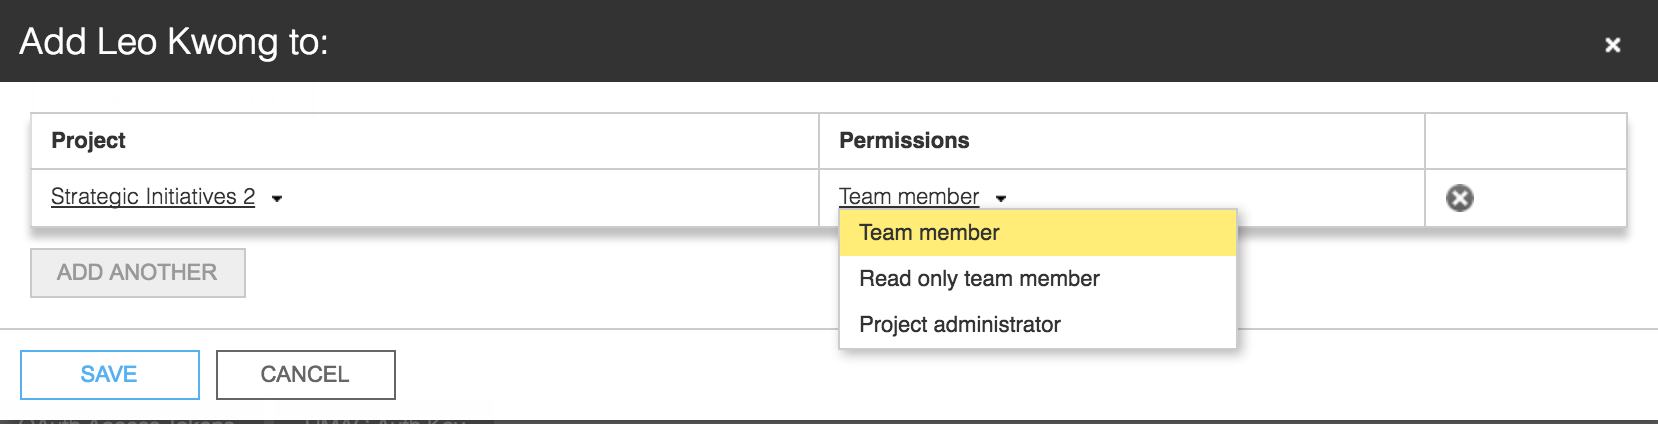 Add Leo Kwong to:
Project Permissions
Strategic Initiatives 2 Team member
Team member
Read only team member
Project administrator
ADD ANOTHER
SAVE CANCEL